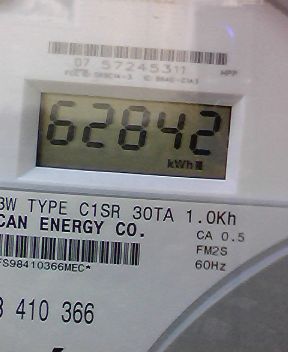 07 57245311
62842
kWh
3W TYPE C1SR 30TA 1.0Kh
CAN ENERGY CO.
CA 0.5
FM2S
60Hz
FS98410366MEC*
3 410 366